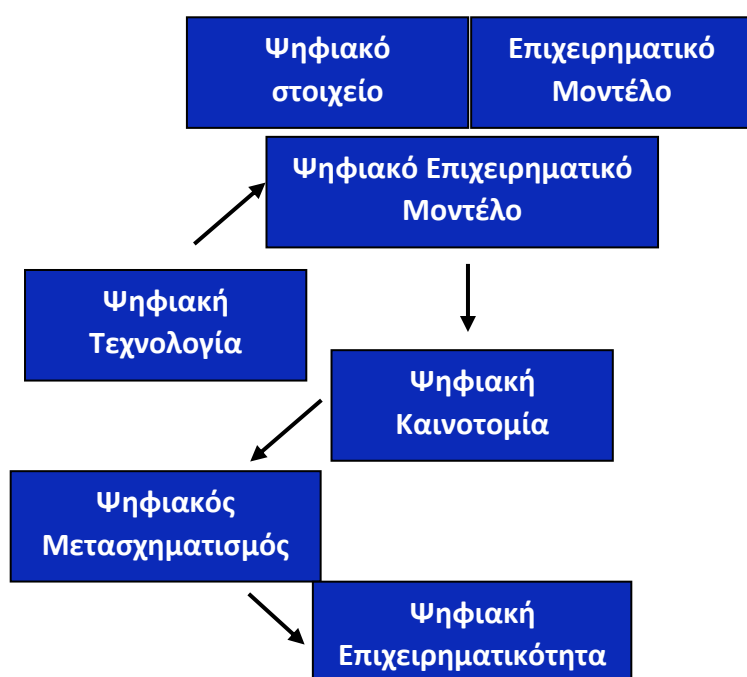 Ψηφιακό
στοιχείο
Επιχειρηματικό
Μοντέλο
Ψηφιακό Επιχειρηματικό
Μοντέλο
Ψηφιακή
Τεχνολογία
Ψηφιακή
Καινοτομία
Ψηφιακός
Μετασχηματισμός
Ψηφιακή
Επιχειρηματικότητα